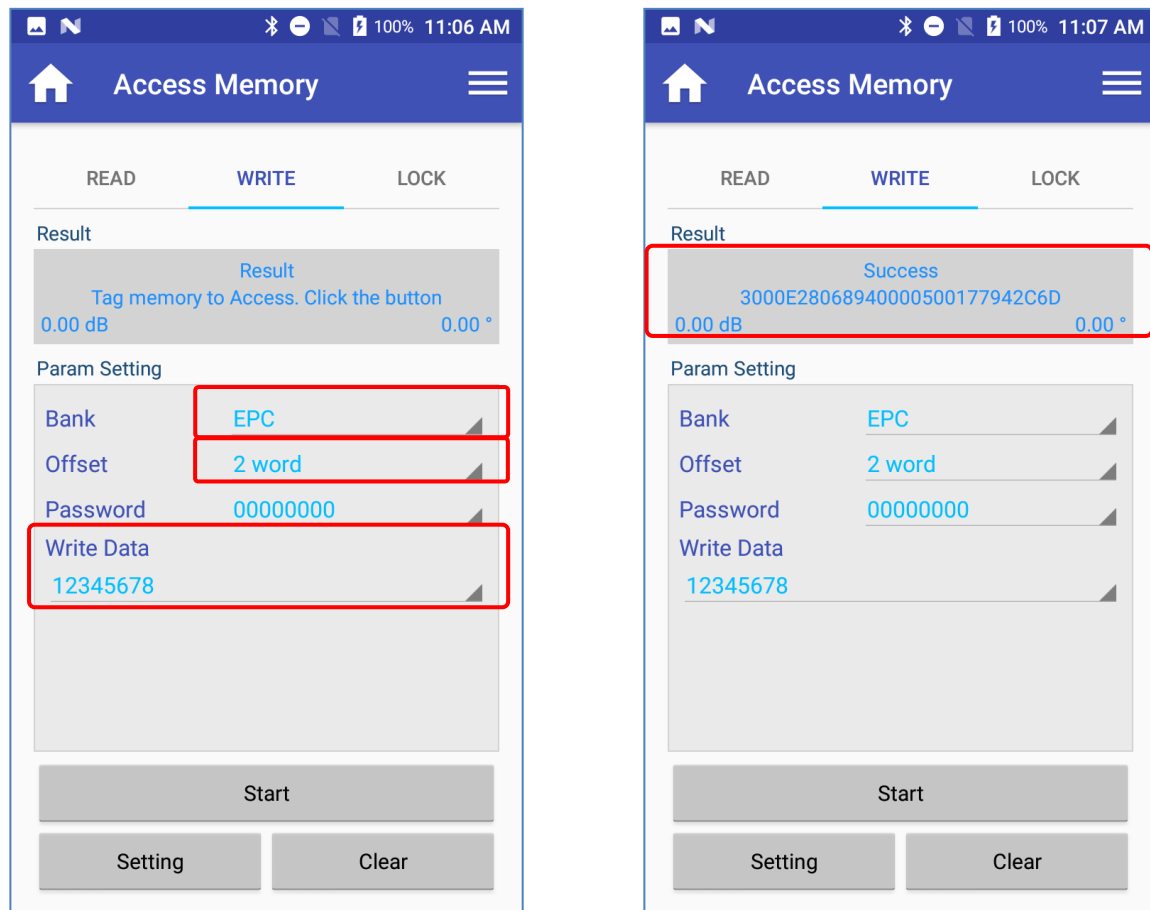 100% 11:06 AM
Access Memory
READ WRITE LOCK
Result
Result
Tag memory to Access. Click the button
0.00 dB 0.00 °
Param Setting
Bank EPC
Offset 2 word
Password 00000000
Write Data
12345678
Start
Setting Clear
100% 11:07 AM
Access Memory
READ WRITE LOCK
Result
Success
3000E28068940000500177942C6D
0.00 dB 0.00 °
Param Setting
Bank EPC
Offset 2 word
Password 00000000
Write Data
12345678
Start
Setting Clear